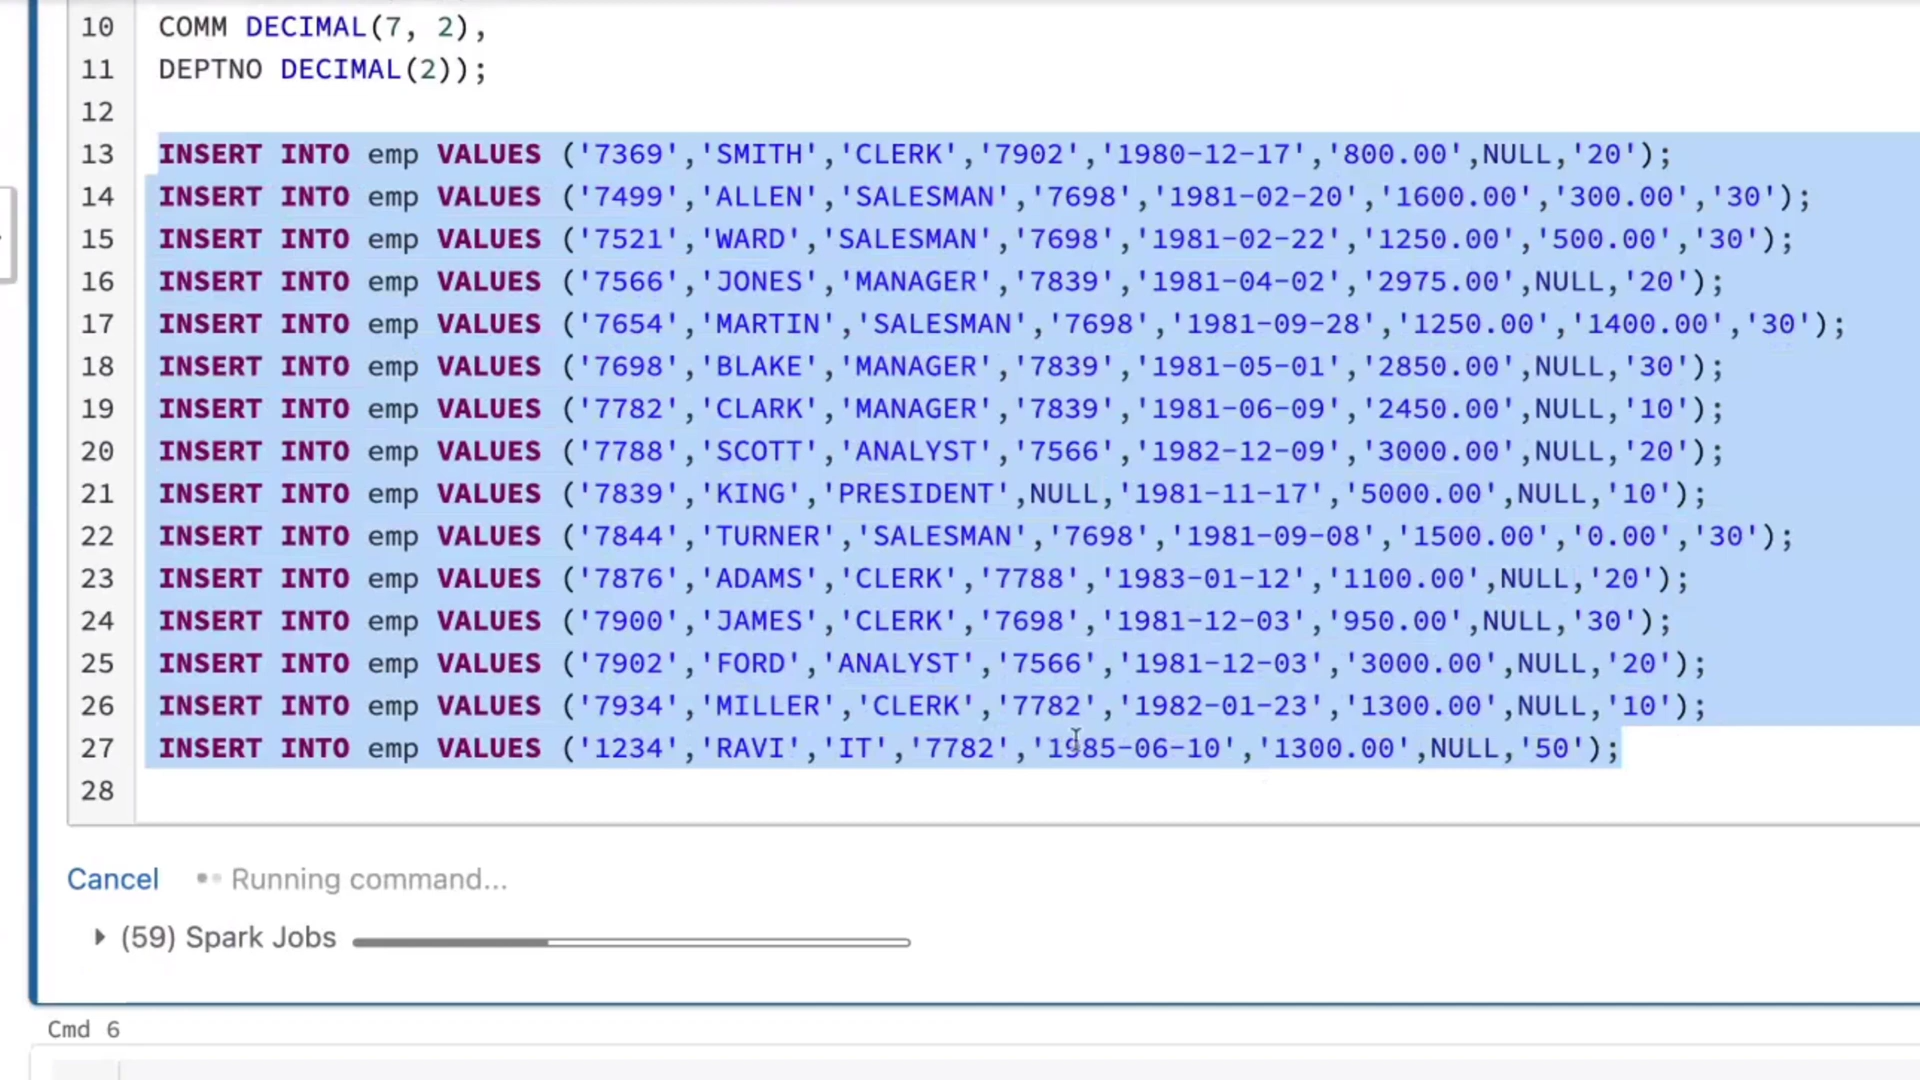 10 COMM DECIMAL(7, 2),
11 DEPTNO DECIMAL(2));
12
13 INSERT INTO emp VALUES ('7369','SMITH','CLERK','7902','1980-12-17','800.00',NULL,'20');
14 INSERT INTO emp VALUES ('7499','ALLEN','SALESMAN','7698','1981-02-20','1600.00','300.00','30');
15 INSERT INTO emp VALUES ('7521','WARD','SALESMAN','7698','1981-02-22','1250.00','500.00','30');
16 INSERT INTO emp VALUES ('7566','JONES','MANAGER','7839','1981-04-02','2975.00',NULL,'20');
17 INSERT INTO emp VALUES ('7654','MARTIN','SALESMAN','7698','1981-09-28','1250.00','1400.00','30');
18 INSERT INTO emp VALUES ('7698','BLAKE','MANAGER','7839','1981-05-01','2850.00',NULL,'30');
19 INSERT INTO emp VALUES ('7782','CLARK','MANAGER','7839','1981-06-09','2450.00',NULL,'10');
20 INSERT INTO emp VALUES ('7788','SCOTT','ANALYST','7566','1982-12-09','3000.00',NULL,'20');
21 INSERT INTO emp VALUES ('7839','KING','PRESIDENT',NULL,'1981-11-17','5000.00',NULL,'10');
22 INSERT INTO emp VALUES ('7844','TURNER','SALESMAN','7698','1981-09-08','1500.00','0.00','30');
23 INSERT INTO emp VALUES ('7876','ADAMS','CLERK','7788','1983-01-12','1100.00',NULL,'20');
24 INSERT INTO emp VALUES ('7900','JAMES','CLERK','7698','1981-12-03','950.00',NULL,'30');
25 INSERT INTO emp VALUES ('7902','FORD','ANALYST','7566','1981-12-03','3000.00',NULL,'20');
26 INSERT INTO emp VALUES ('7934','MILLER','CLERK','7782','1982-01-23','1300.00',NULL,'10');
27 INSERT INTO emp VALUES ('1234','RAVI','IT','7782','1985-06-10','1300.00',NULL,'50');
28
Cancel Running command...
(59) Spark Jobs
Cmd 6